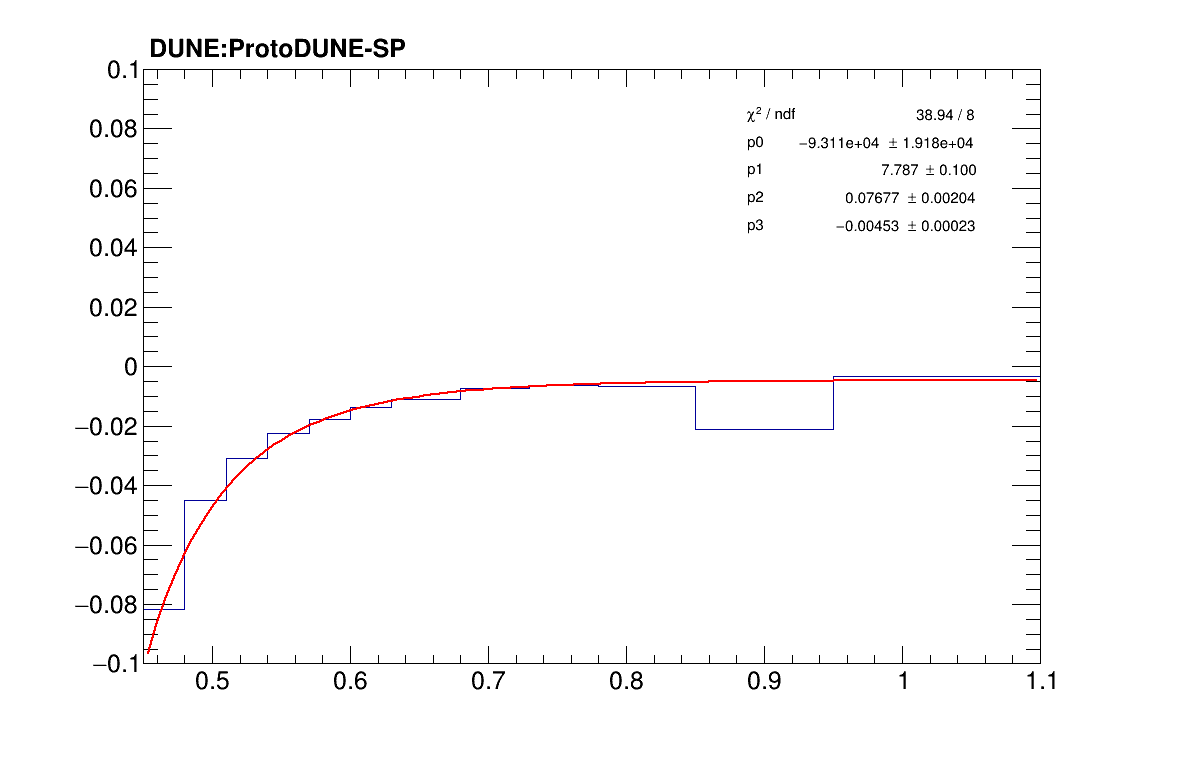 DUNE:ProtoDUNE-SP
χ² / ndf 38.94 / 8
p0 −9.311e+04 ± 1.918e+04
p1 7.787 ± 0.100
p2 0.07677 ± 0.00204
p3 −0.00453 ± 0.00023
0.1
0.08
0.06
0.04
0.02
0
−0.02
−0.04
−0.06
−0.08
−0.1
0.5 0.6 0.7 0.8 0.9 1 1.1